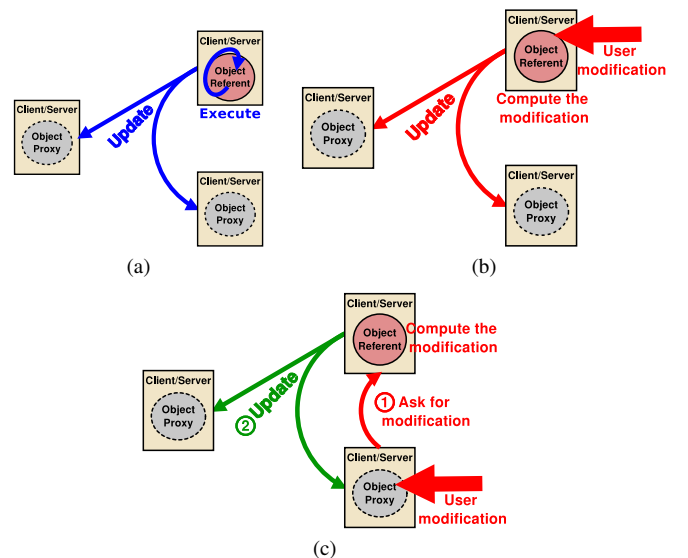 Client/Server
Object
Referent
Execute
Update
Client/Server
Object
Proxy
Client/Server
Object
Proxy
(a)
Client/Server
Object
Referent
User
modification
Compute the
modification
Update
Client/Server
Object
Proxy
Client/Server
Object
Proxy
(b)
Client/Server
Object
Referent
Compute the
modification
② Update
① Ask for
modification
Client/Server
Object
Proxy
Client/Server
Object
Proxy
User
modification
(c)